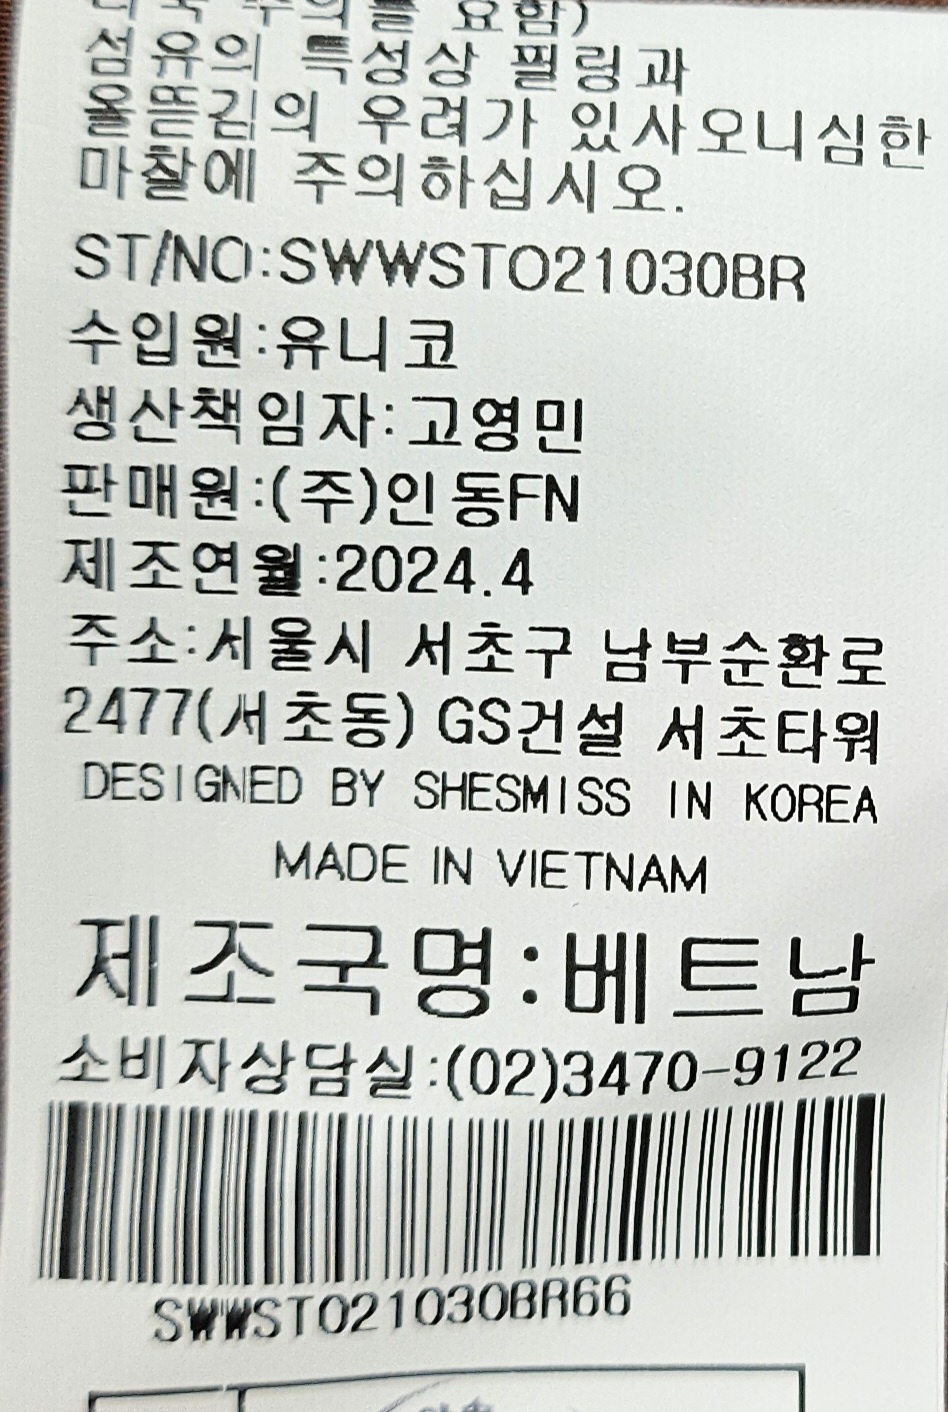 주의를 요함)
섬유의 특성상 필링과
올뜯김의 우려가 있사오니심한
마찰에 주의하십시오.
ST/NO:SWWSTO21030BR
수입원:유니코
생산책임자:고영민
판매원:(주)인동FN
제조연월:2024.4
주소:서울시 서초구 남부순환로
2477(서초동) GS건설 서초타워
DESIGNED BY SHESMISS IN KOREA
MADE IN VIETNAM
제조국명:베트남
소비자상담실:(02)3470-9122
SWWSTO21030BR66